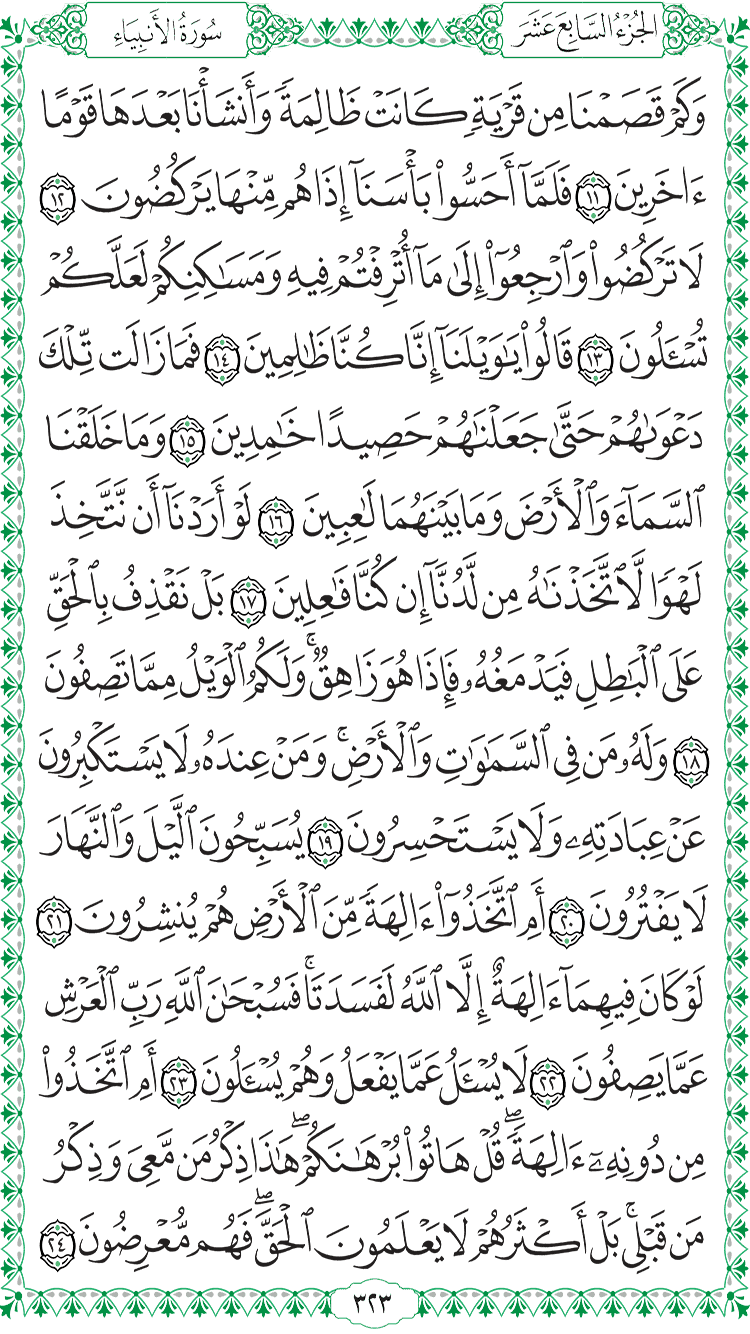 الجُزْءُ السَّابِعَ عَشَرَ
سُورَةُ الأَنبِيَاءِ
وَكَمۡ قَصَمۡنَا مِن قَرۡيَةٖ كَانَتۡ ظَالِمَةٗ وَأَنشَأۡنَا بَعۡدَهَا قَوۡمًا
ءَاخَرِينَ ١١ فَلَمَّآ أَحَسُّواْ بَأۡسَنَآ إِذَا هُم مِّنۡهَا يَرۡكُضُونَ ١٢
لَا تَرۡكُضُواْ وَٱرۡجِعُوٓاْ إِلَىٰ مَآ أُتۡرِفۡتُمۡ فِيهِ وَمَسَٰكِنِكُمۡ لَعَلَّكُمۡ
تُسۡـَٔلُونَ ١٣ قَالُواْ يَٰوَيۡلَنَآ إِنَّا كُنَّا ظَٰلِمِينَ ١٤ فَمَا زَالَت تِّلۡكَ
دَعۡوَىٰهُمۡ حَتَّىٰ جَعَلۡنَٰهُمۡ حَصِيدًا خَٰمِدِينَ ١٥ وَمَا خَلَقۡنَا
ٱلسَّمَآءَ وَٱلۡأَرۡضَ وَمَا بَيۡنَهُمَا لَٰعِبِينَ ١٦ لَوۡ أَرَدۡنَآ أَن نَّتَّخِذَ
لَهۡوٗا لَّٱتَّخَذۡنَٰهُ مِن لَّدُنَّآ إِن كُنَّا فَٰعِلِينَ ١٧ بَلۡ نَقۡذِفُ بِٱلۡحَقِّ
عَلَى ٱلۡبَٰطِلِ فَيَدۡمَغُهُۥ فَإِذَا هُوَ زَاهِقٞۚ وَلَكُمُ ٱلۡوَيۡلُ مِمَّا تَصِفُونَ
١٨ وَلَهُۥ مَن فِي ٱلسَّمَٰوَٰتِ وَٱلۡأَرۡضِۚ وَمَنۡ عِندَهُۥ لَا يَسۡتَكۡبِرُونَ
عَنۡ عِبَادَتِهِۦ وَلَا يَسۡتَحۡسِرُونَ ١٩ يُسَبِّحُونَ ٱلَّيۡلَ وَٱلنَّهَارَ
لَا يَفۡتُرُونَ ٢٠ أَمِ ٱتَّخَذُوٓاْ ءَالِهَةٗ مِّنَ ٱلۡأَرۡضِ هُمۡ يُنشِرُونَ ٢١
لَوۡ كَانَ فِيهِمَآ ءَالِهَةٌ إِلَّا ٱللَّهُ لَفَسَدَتَاۚ فَسُبۡحَٰنَ ٱللَّهِ رَبِّ ٱلۡعَرۡشِ
عَمَّا يَصِفُونَ ٢٢ لَا يُسۡـَٔلُ عَمَّا يَفۡعَلُ وَهُمۡ يُسۡـَٔلُونَ ٢٣ أَمِ ٱتَّخَذُواْ
مِن دُونِهِۦٓ ءَالِهَةٗۖ قُلۡ هَاتُواْ بُرۡهَٰنَكُمۡۖ هَٰذَا ذِكۡرُ مَن مَّعِيَ وَذِكۡرُ
مَن قَبۡلِيۚ بَلۡ أَكۡثَرُهُمۡ لَا يَعۡلَمُونَ ٱلۡحَقَّۖ فَهُم مُّعۡرِضُونَ ٢٤
٣٢٣